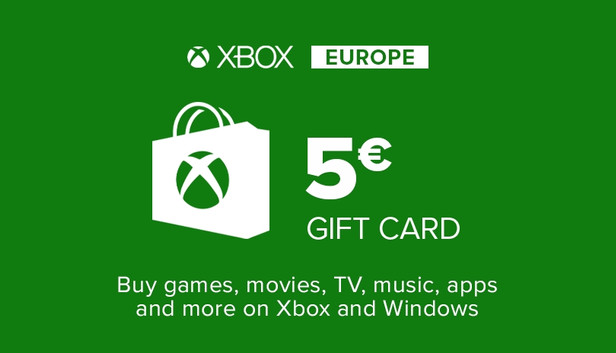 XBOX EUROPE
5€
GIFT CARD
Buy games, movies, TV, music, apps
and more on Xbox and Windows